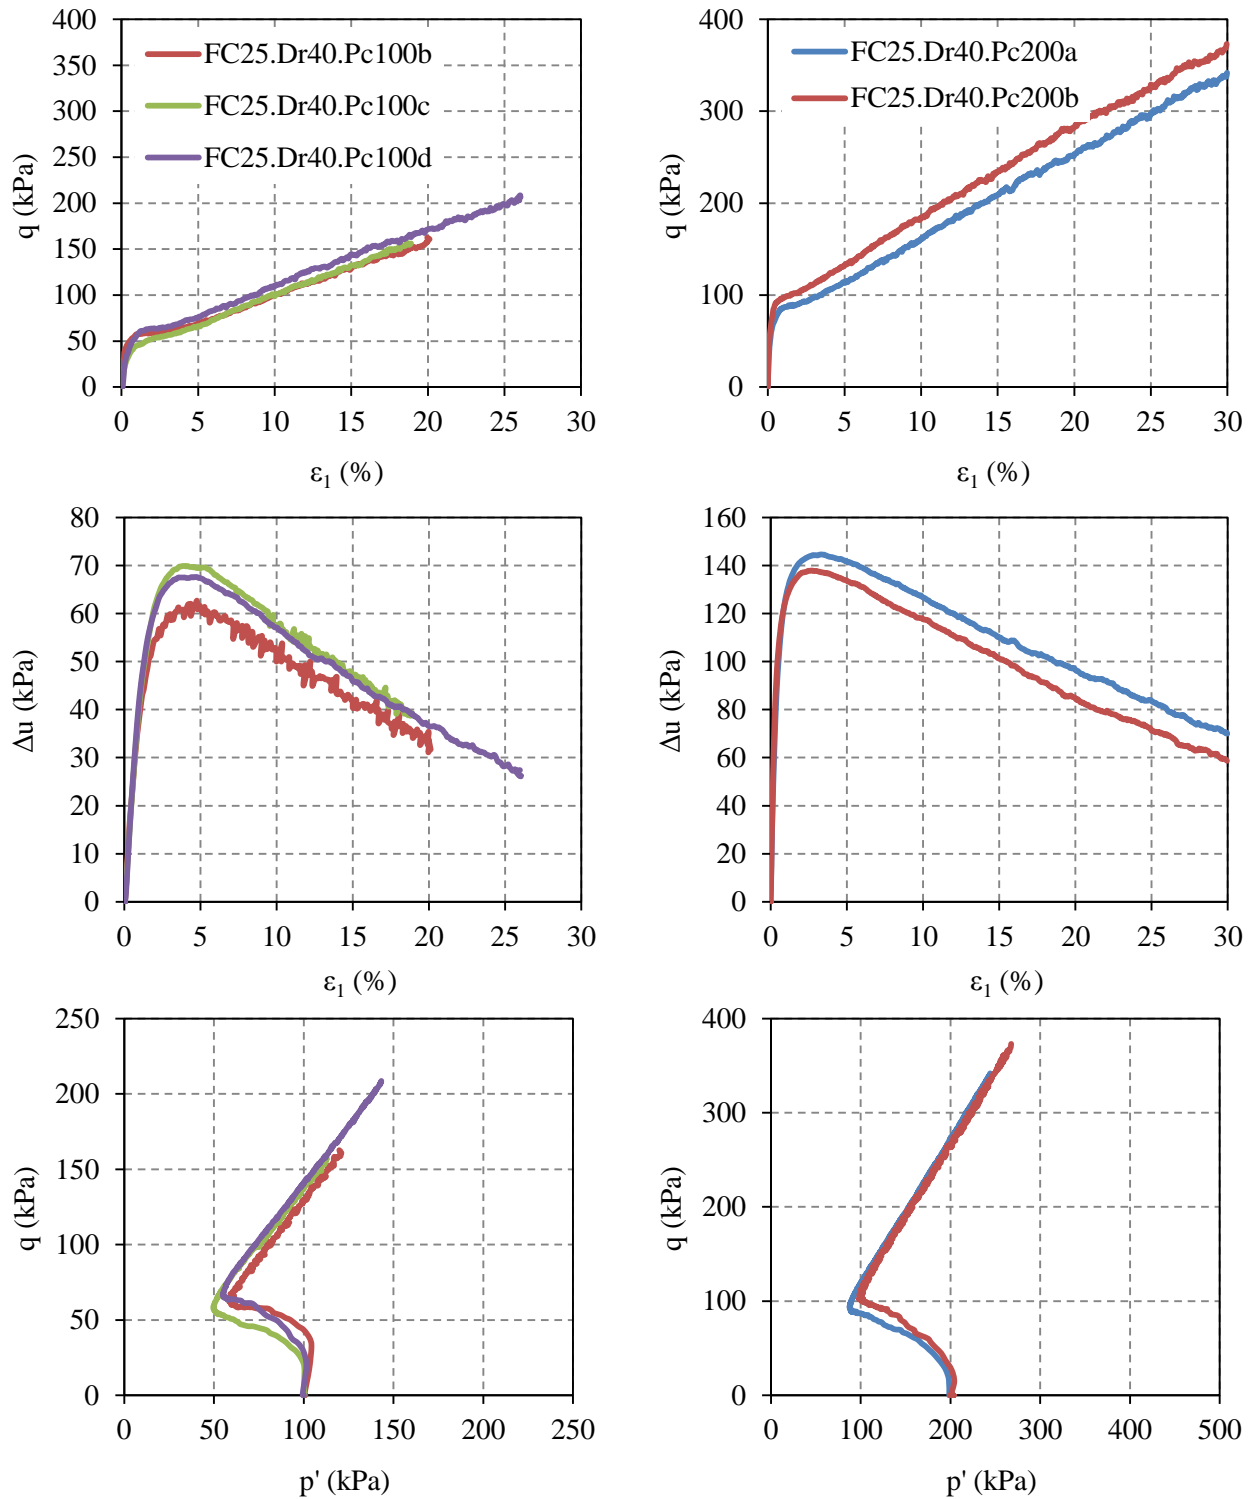 400
350
300
250
200
150
100
50
0
q (kPa)
FC25.Dr40.Pc100b
FC25.Dr40.Pc100c
FC25.Dr40.Pc100d
0 5 10 15 20 25 30
ε1 (%)
400
300
200
100
0
q (kPa)
FC25.Dr40.Pc200a
FC25.Dr40.Pc200b
0 5 10 15 20 25 30
ε1 (%)
80
70
60
50
40
30
20
10
0
Δu (kPa)
0 5 10 15 20 25 30
ε1 (%)
160
140
120
100
80
60
40
20
0
Δu (kPa)
0 5 10 15 20 25 30
ε1 (%)
250
200
150
100
50
0
q (kPa)
0 50 100 150 200 250
p' (kPa)
400
300
200
100
0
q (kPa)
0 100 200 300 400 500
p' (kPa)